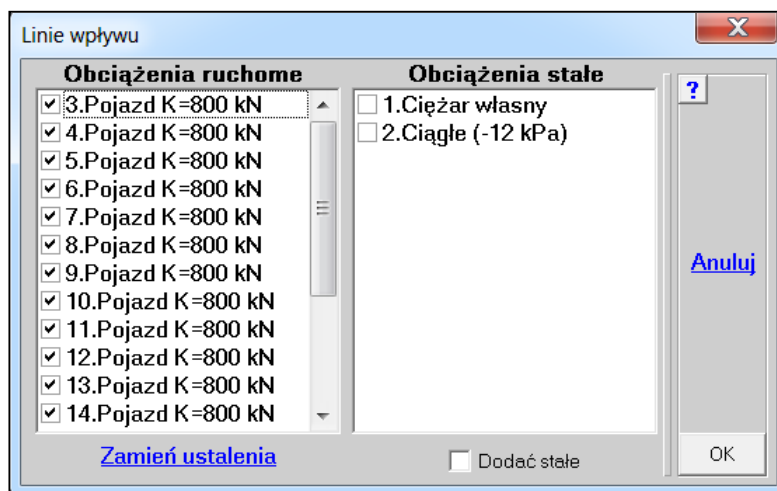 Linie wpływu
X
Obciążenia ruchome
3.Pojazd K=800 kN
4.Pojazd K=800 kN
5.Pojazd K=800 kN
6.Pojazd K=800 kN
7.Pojazd K=800 kN
8.Pojazd K=800 kN
9.Pojazd K=800 kN
10.Pojazd K=800 kN
11.Pojazd K=800 kN
12.Pojazd K=800 kN
13.Pojazd K=800 kN
14.Pojazd K=800 kN
Zamień ustalenia
Obciążenia stałe
1.Ciężar własny
2.Ciągłe (-12 kPa)
Dodać stałe
?
Anuluj
OK